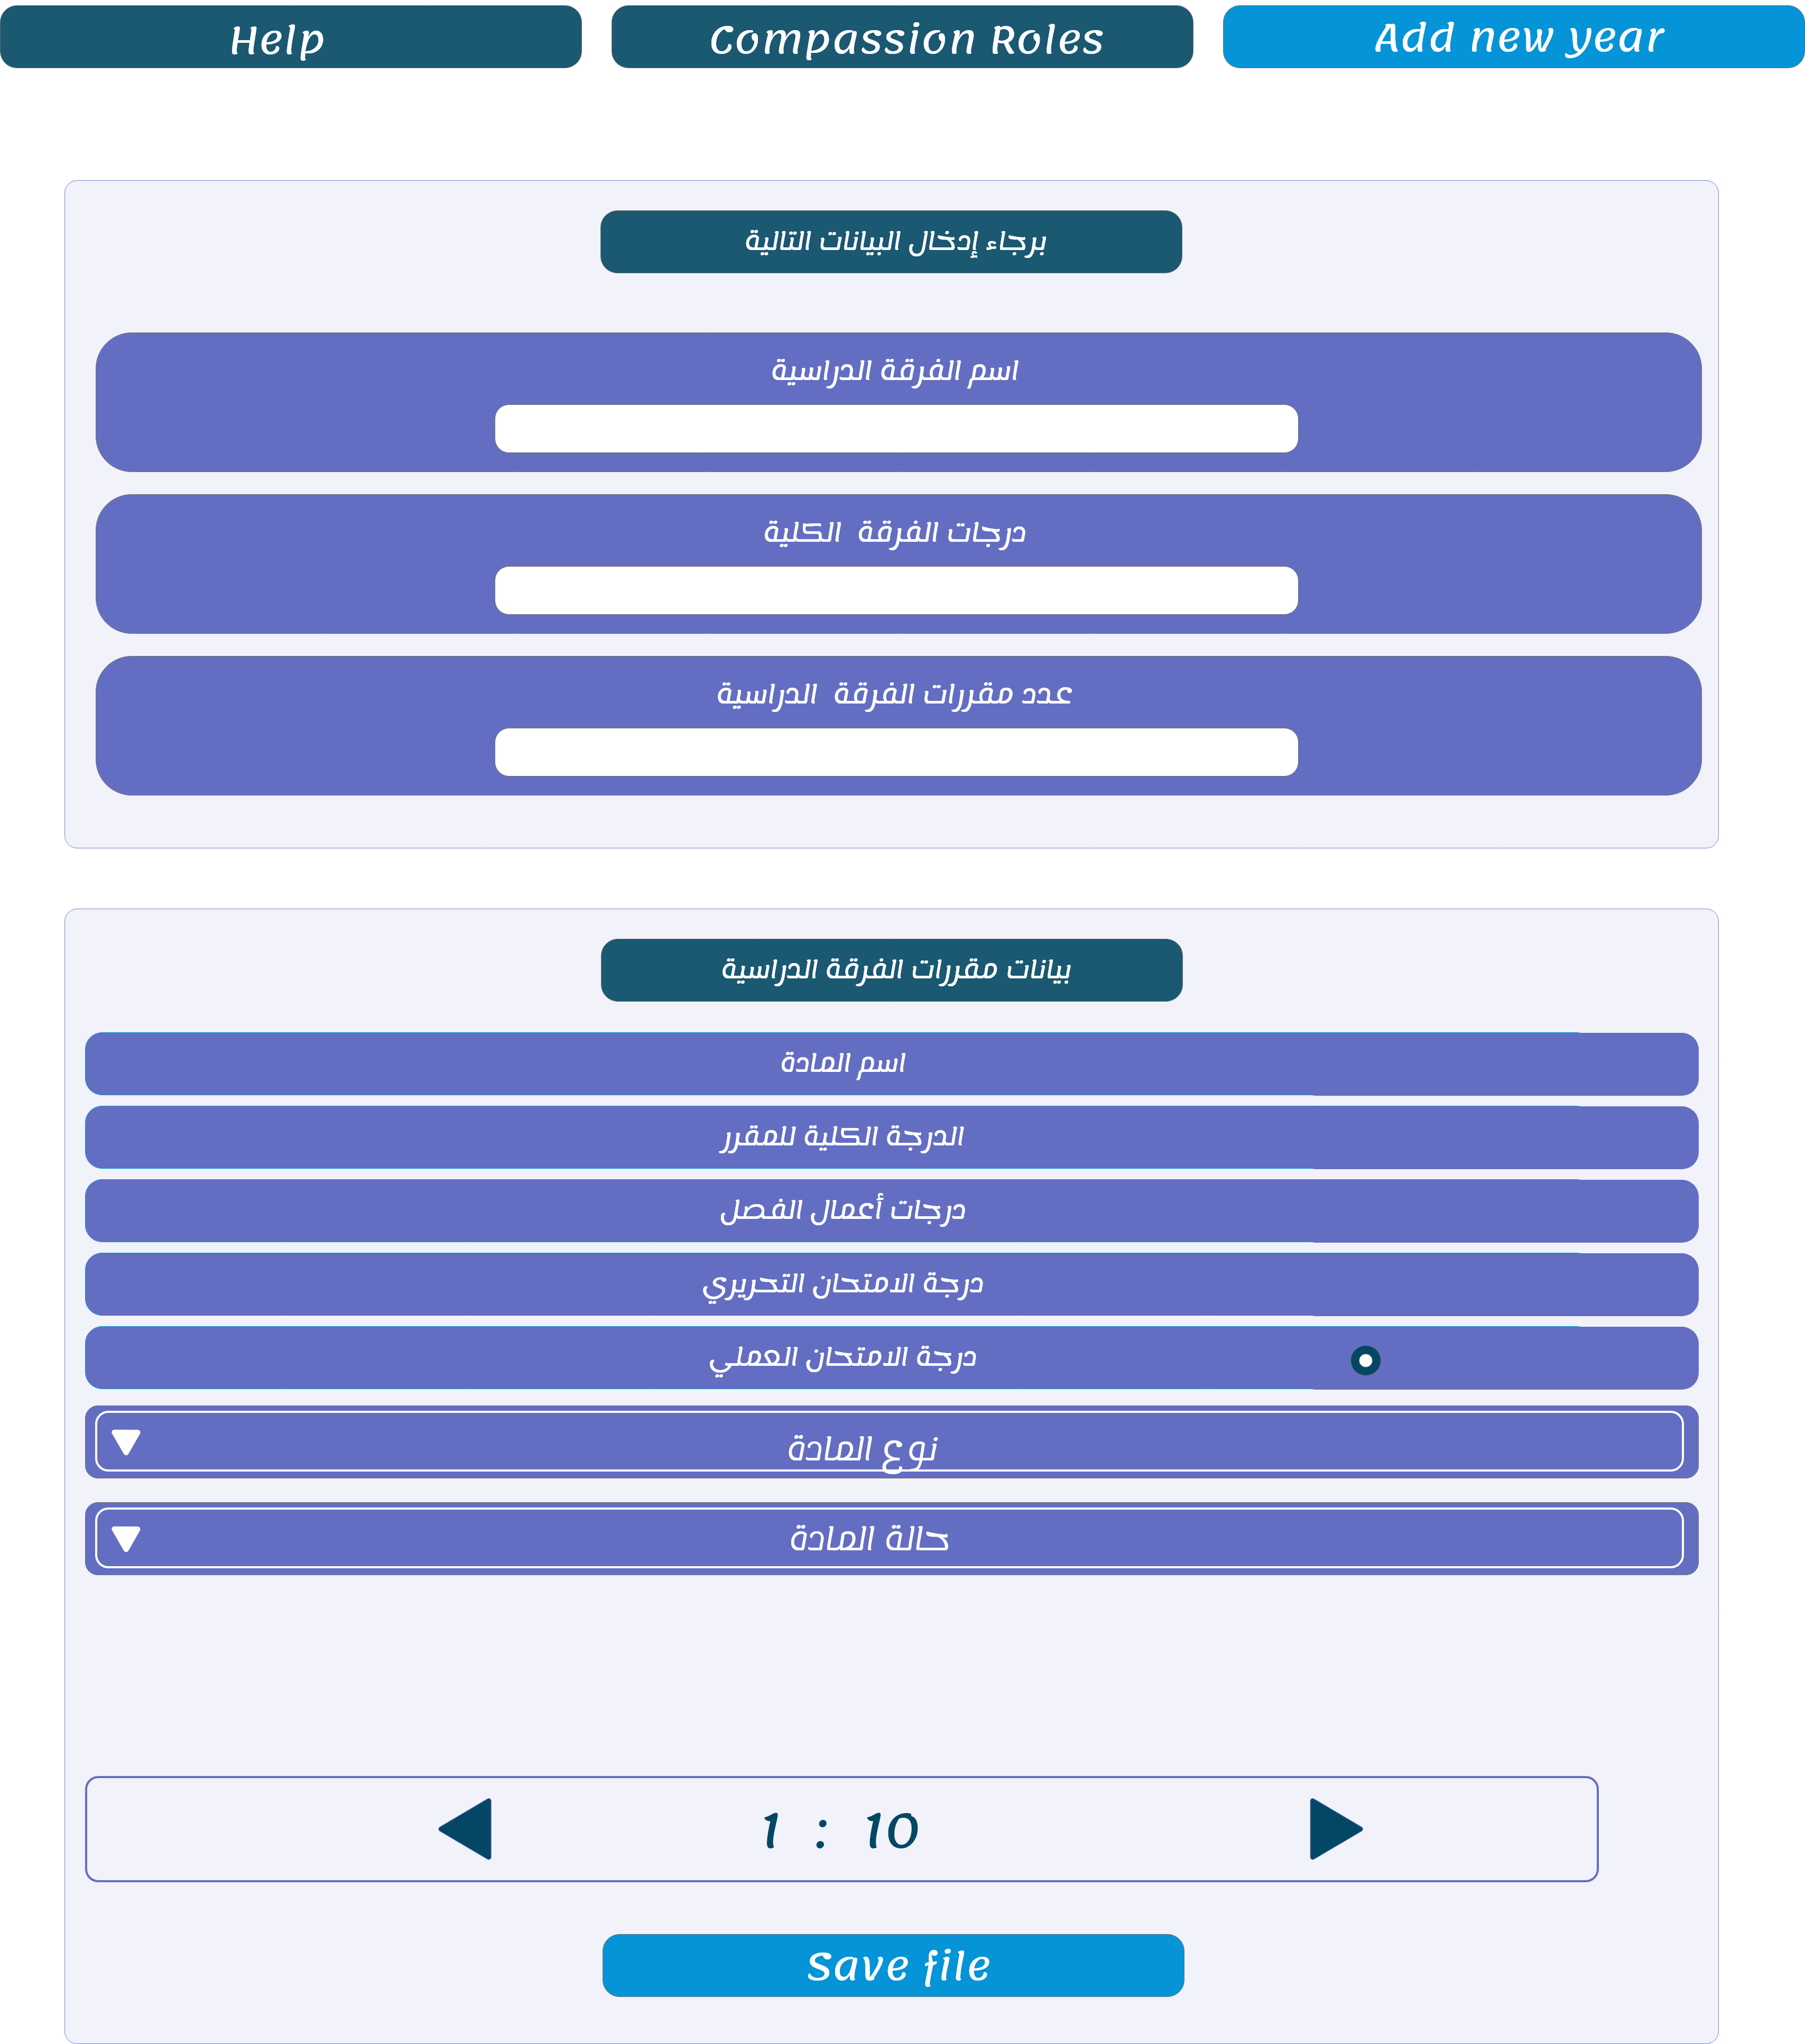 Help
Compassion Roles
Add new year
برجاء إدخال البيانات التالية
اسم الفرقة الدراسية
درجات الفرقة الكلية
عدد مقررات الفرقة الدراسية
بيانات مقررات الفرقة الدراسية
اسم المادة
الدرجة الكلية للمقرر
درجات أعمال الفصل
درجة الامتحان التحريري
درجة الامتحان العملي
نوع المادة
حالة المادة
1 : 10
Save file